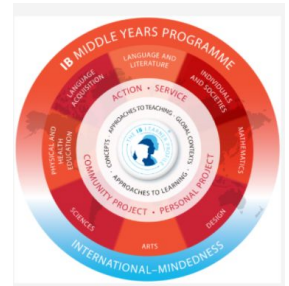 IB MIDDLE YEARS PROGRAMME
LANGUAGE AND
LITERATURE
LANGUAGE
ACQUISITION
INDIVIDUALS
AND SOCIETIES
PHYSICAL AND
HEALTH
EDUCATION
MATHEMATICS
SCIENCES
ARTS
DESIGN
ACTION • SERVICE
COMMUNITY PROJECT • PERSONAL PROJECT
APPROACHES TO TEACHING
GLOBAL CONTEXTS
CONCEPTS
APPROACHES TO LEARNING
INTERNATIONAL-MINDEDNESS